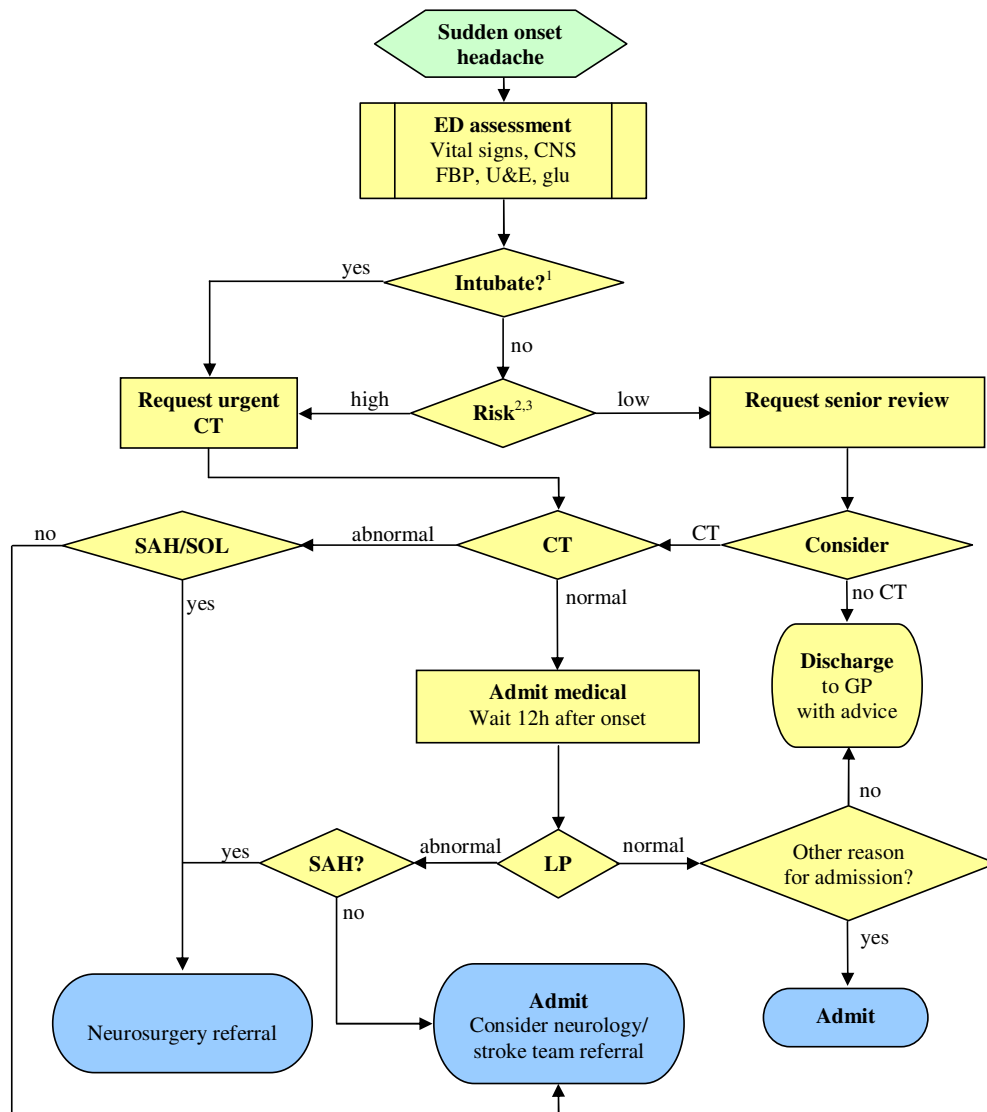 Sudden onset
headache
ED assessment
Vital signs, CNS
FBP, U&E, glu
yes
Intubate?¹
no
Request urgent
CT
high
Risk²,³
low
Request senior review
no
SAH/SOL
abnormal
CT
CT
Consider
yes
normal
no CT
Discharge
to GP
with advice
Admit medical
Wait 12h after onset
no
yes
SAH?
abnormal
LP
normal
Other reason
for admission?
no
yes
Neurosurgery referral
Admit
Consider neurology/
stroke team referral
Admit